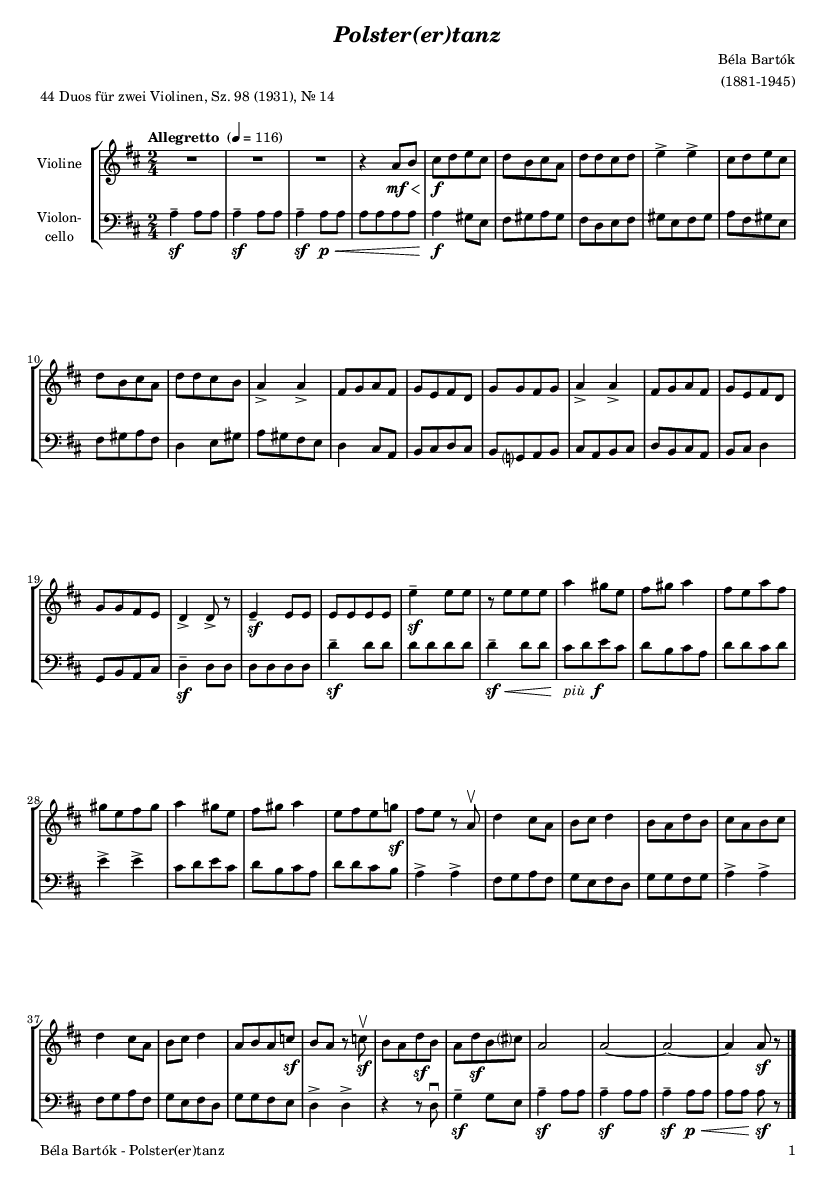 Polster(er)tanz
Béla Bartók
(1881-1945)
44 Duos für zwei Violinen, Sz. 98 (1931), № 14
Allegretto (♩ = 116)
Violine
mf
f
Violon-
cello
sf sf sf p f
10
19
sf sf
sf sf sf più f
28
sf
37
sf sf sf sf sf
sf sf sf sf p sf
Béla Bartók - Polster(er)tanz
1